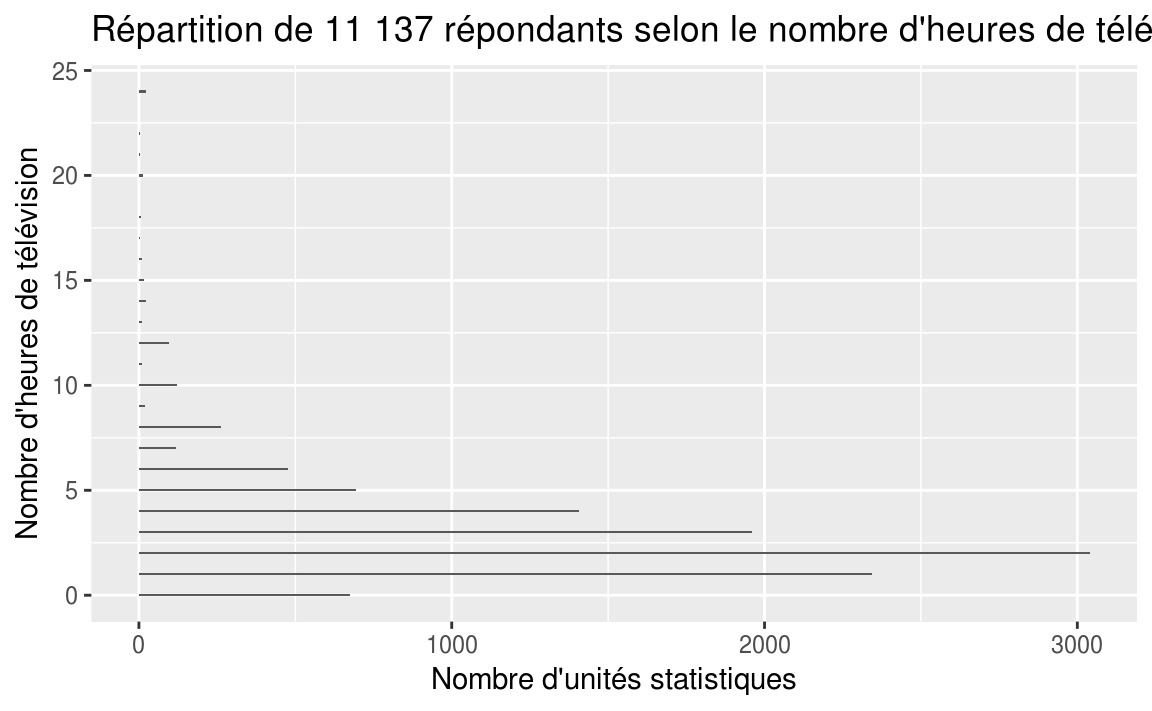 Répartition de 11 137 répondants selon le nombre d'heures de télé
25
20
15
10
5
0
Nombre d'heures de télévision
0 1000 2000 3000
Nombre d'unités statistiques